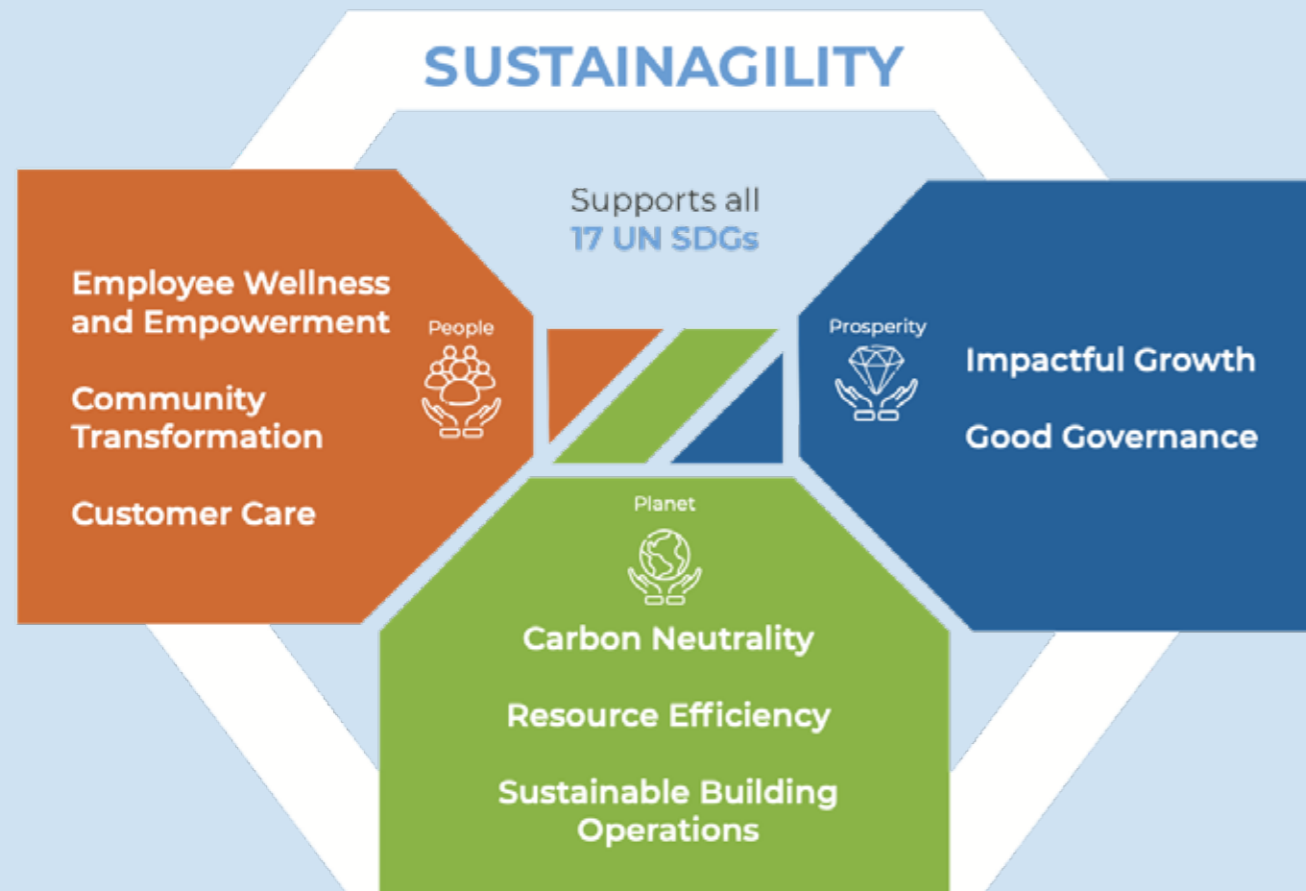 SUSTAINAGILITY
Supports all
17 UN SDGs
Employee Wellness
and Empowerment
Community
Transformation
Customer Care
People
Prosperity
Impactful Growth
Good Governance
Planet
Carbon Neutrality
Resource Efficiency
Sustainable Building
Operations